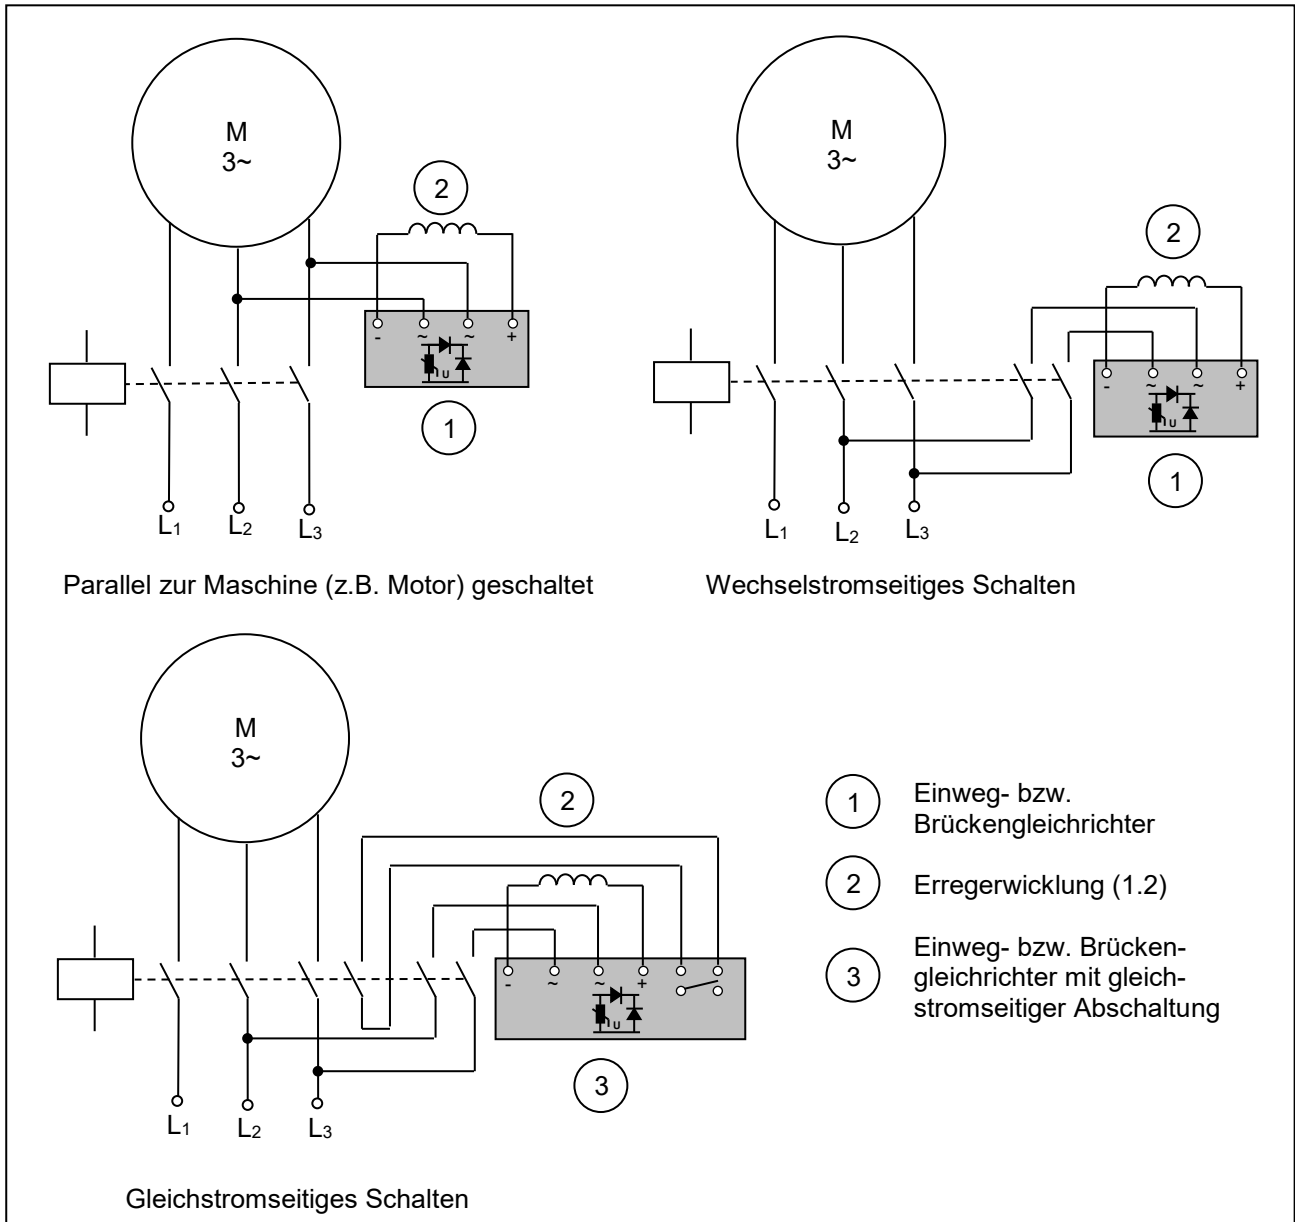 M
3~
2
- ~ ~ +
U
1
L1 L2 L3
Parallel zur Maschine (z.B. Motor) geschaltet
M
3~
2
- ~ ~ +
U
1
L1 L2 L3
Wechselstromseitiges Schalten
M
3~
2
- ~ ~ +
U
3
L1 L2 L3
Gleichstromseitiges Schalten
1 Einweg- bzw.
Brückengleichrichter
2 Erregerwicklung (1.2)
3 Einweg- bzw. Brücken-
gleichrichter mit gleich-
stromseitiger Abschaltung